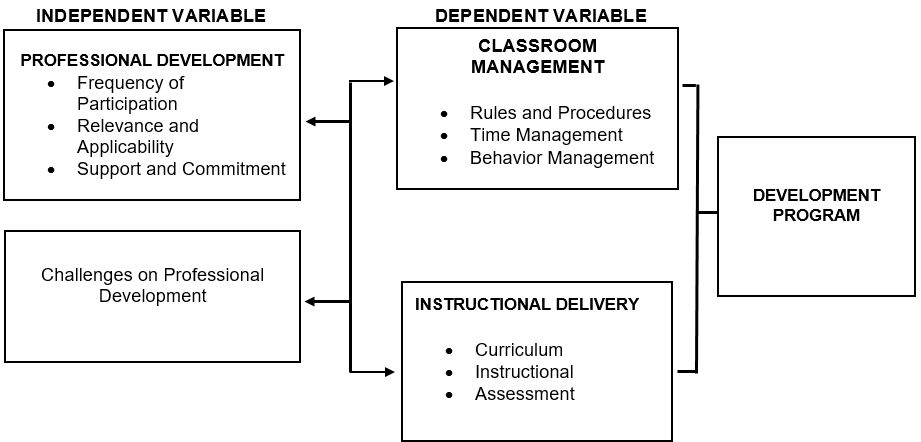 INDEPENDENT VARIABLE
PROFESSIONAL DEVELOPMENT
• Frequency of
Participation
• Relevance and
Applicability
• Support and Commitment
Challenges on Professional
Development
DEPENDENT VARIABLE
CLASSROOM
MANAGEMENT
• Rules and Procedures
• Time Management
• Behavior Management
INSTRUCTIONAL DELIVERY
• Curriculum
• Instructional
• Assessment
DEVELOPMENT
PROGRAM